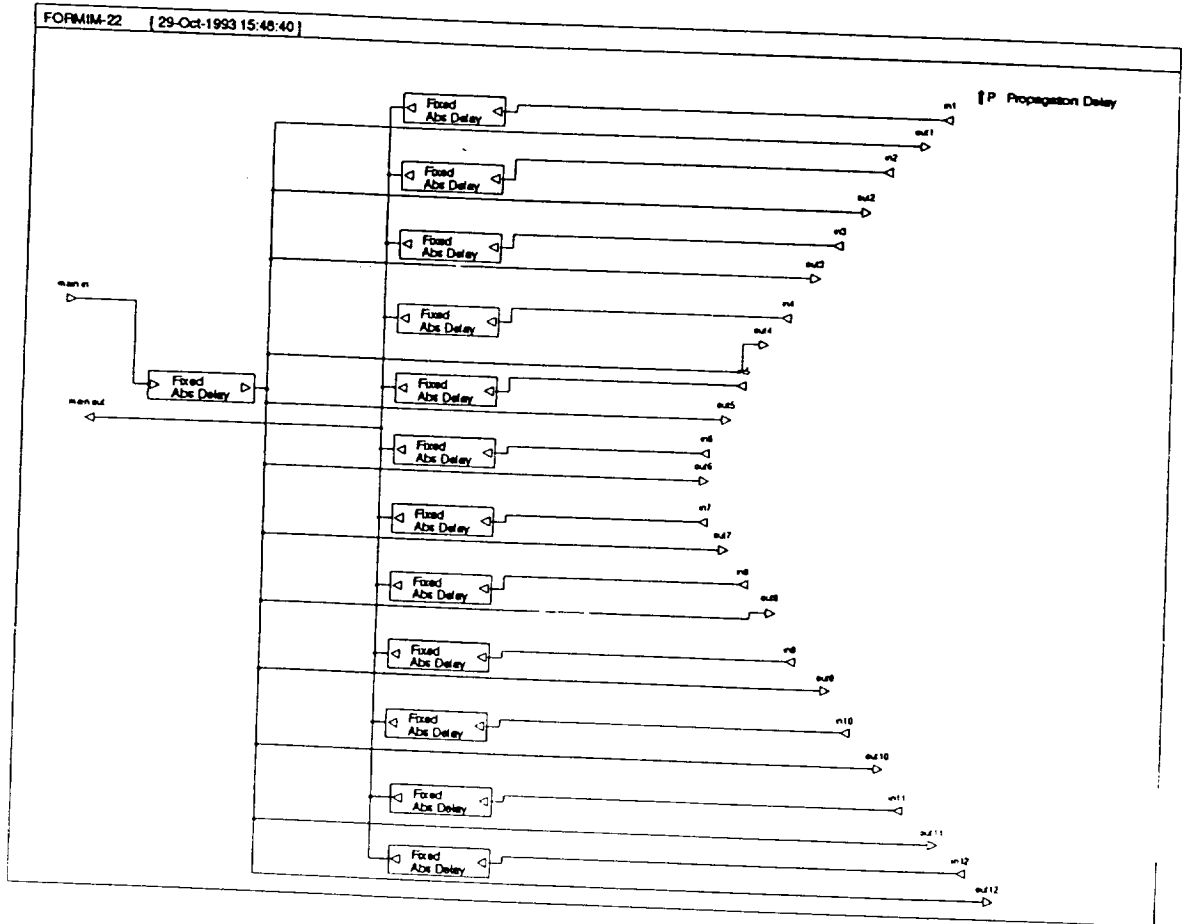 FORMIM-22 [ 29-Oct-1993 15:48:40 ]
↑P Propagation Delay
in1
Fixed
Abs Delay
out1
in2
Fixed
Abs Delay
out2
in3
Fixed
Abs Delay
out3
main in
in4
Fixed
Abs Delay
out4
Fixed
Abs Delay
Fixed
Abs Delay
main out
out5
in6
Fixed
Abs Delay
out6
in7
Fixed
Abs Delay
out7
in8
Fixed
Abs Delay
out8
in9
Fixed
Abs Delay
out9
in10
Fixed
Abs Delay
out10
in11
Fixed
Abs Delay
out11
in12
Fixed
Abs Delay
out12